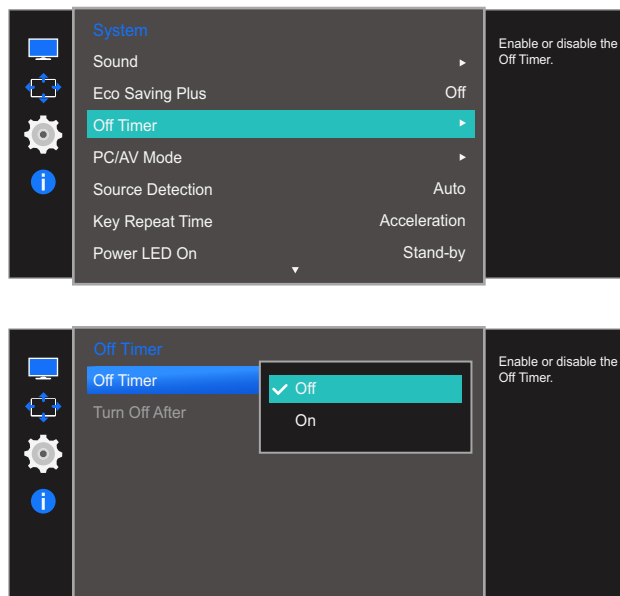 System
Sound
Enable or disable the
Off Timer.
Eco Saving Plus Off
Off Timer
PC/AV Mode
Source Detection Auto
Key Repeat Time Acceleration
Power LED On Stand-by
Off Timer
Off Timer
Enable or disable the
Off Timer.
Off
Turn Off After
On